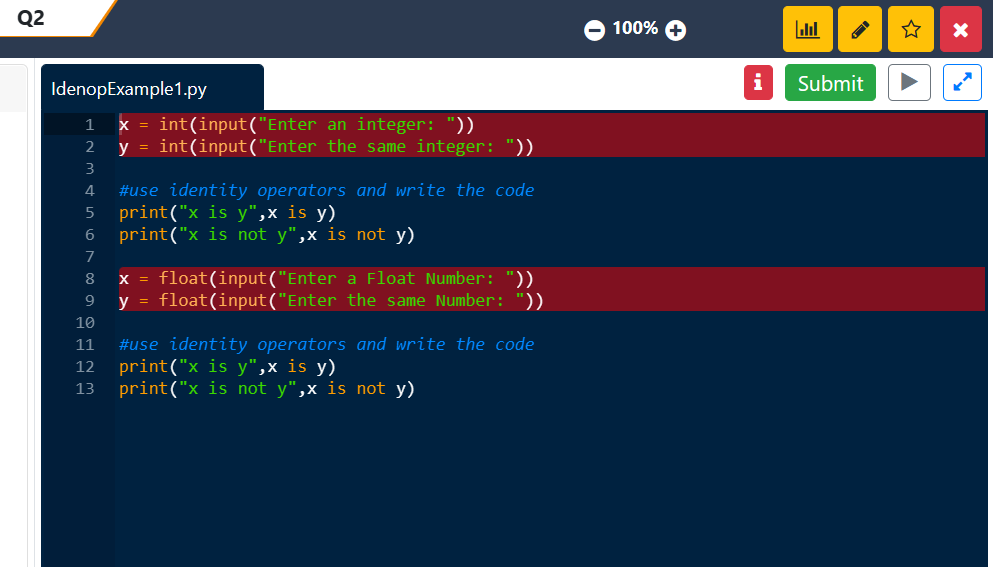 Q2
100%
IdenopExample1.py
Submit
1 x = int(input("Enter an integer: "))
2 y = int(input("Enter the same integer: "))
3
4 #use identity operators and write the code
5 print("x is y",x is y)
6 print("x is not y",x is not y)
7
8 x = float(input("Enter a Float Number: "))
9 y = float(input("Enter the same Number: "))
10
11 #use identity operators and write the code
12 print("x is y",x is y)
13 print("x is not y",x is not y)